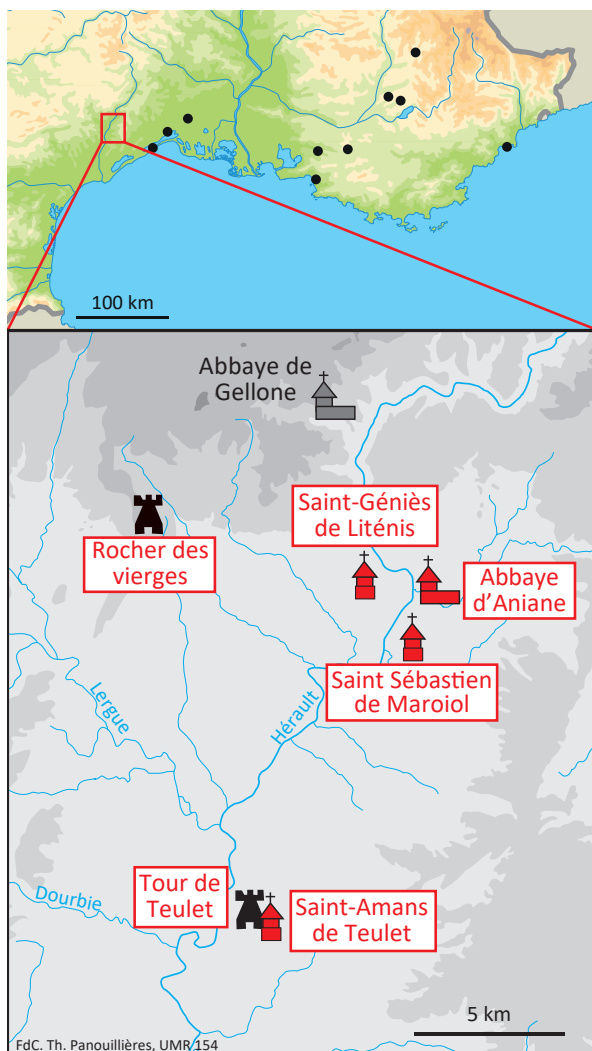 100 km
Abbaye de
Gellone
Saint-Géniès
de Liténis
Rocher des
vierges
Abbaye
d'Aniane
Saint Sébastien
de Maroiol
Lergue
Hérault
Tour de
Teulet
Saint-Amans
de Teulet
Dourbie
5 km
FdC. Th. Panouillières, UMR 154